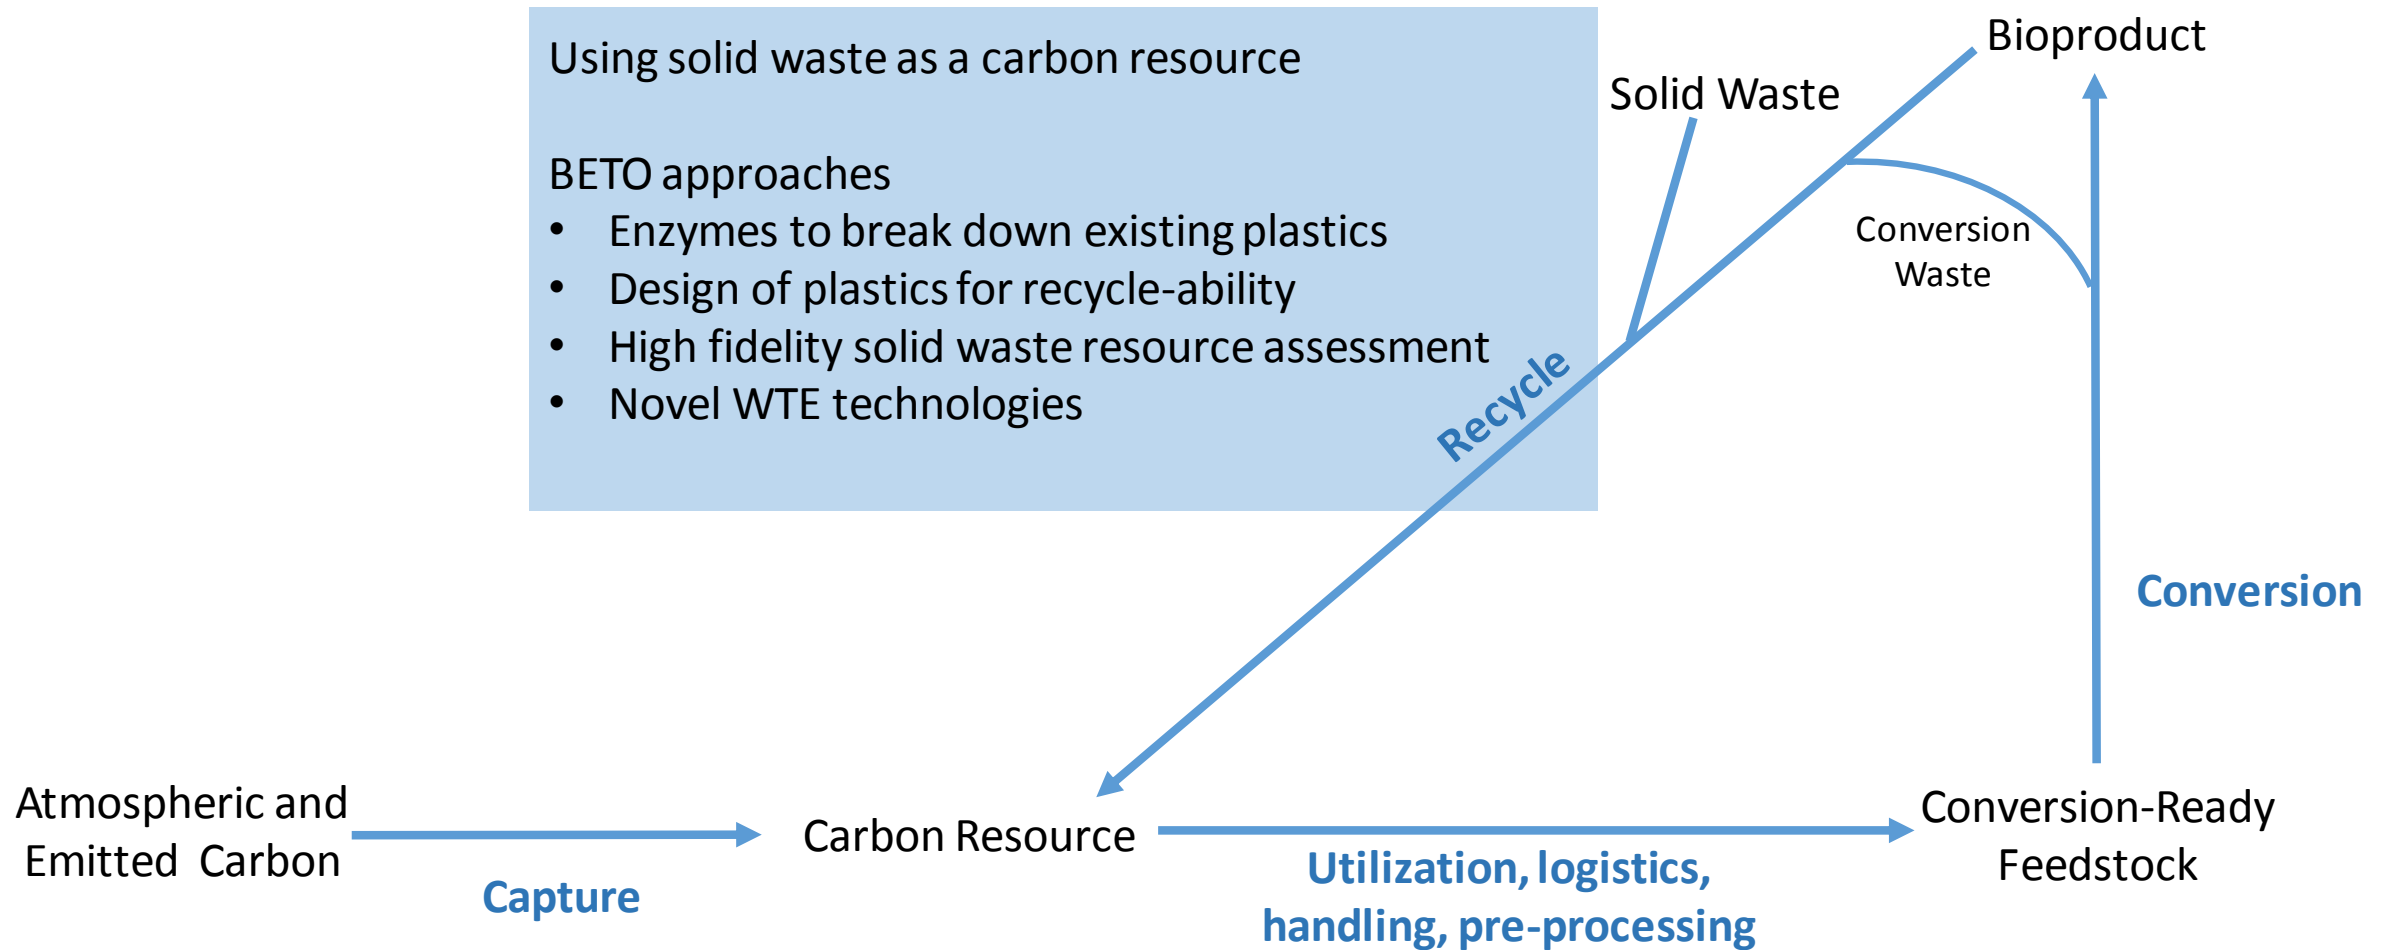 Using solid waste as a carbon resource
BETO approaches
• Enzymes to break down existing plastics
• Design of plastics for recycle-ability
• High fidelity solid waste resource assessment
• Novel WTE technologies
Bioproduct
Solid Waste
Conversion
Waste
Recycle
Conversion
Atmospheric and
Emitted Carbon
Capture
Carbon Resource
Utilization, logistics,
handling, pre-processing
Conversion-Ready
Feedstock